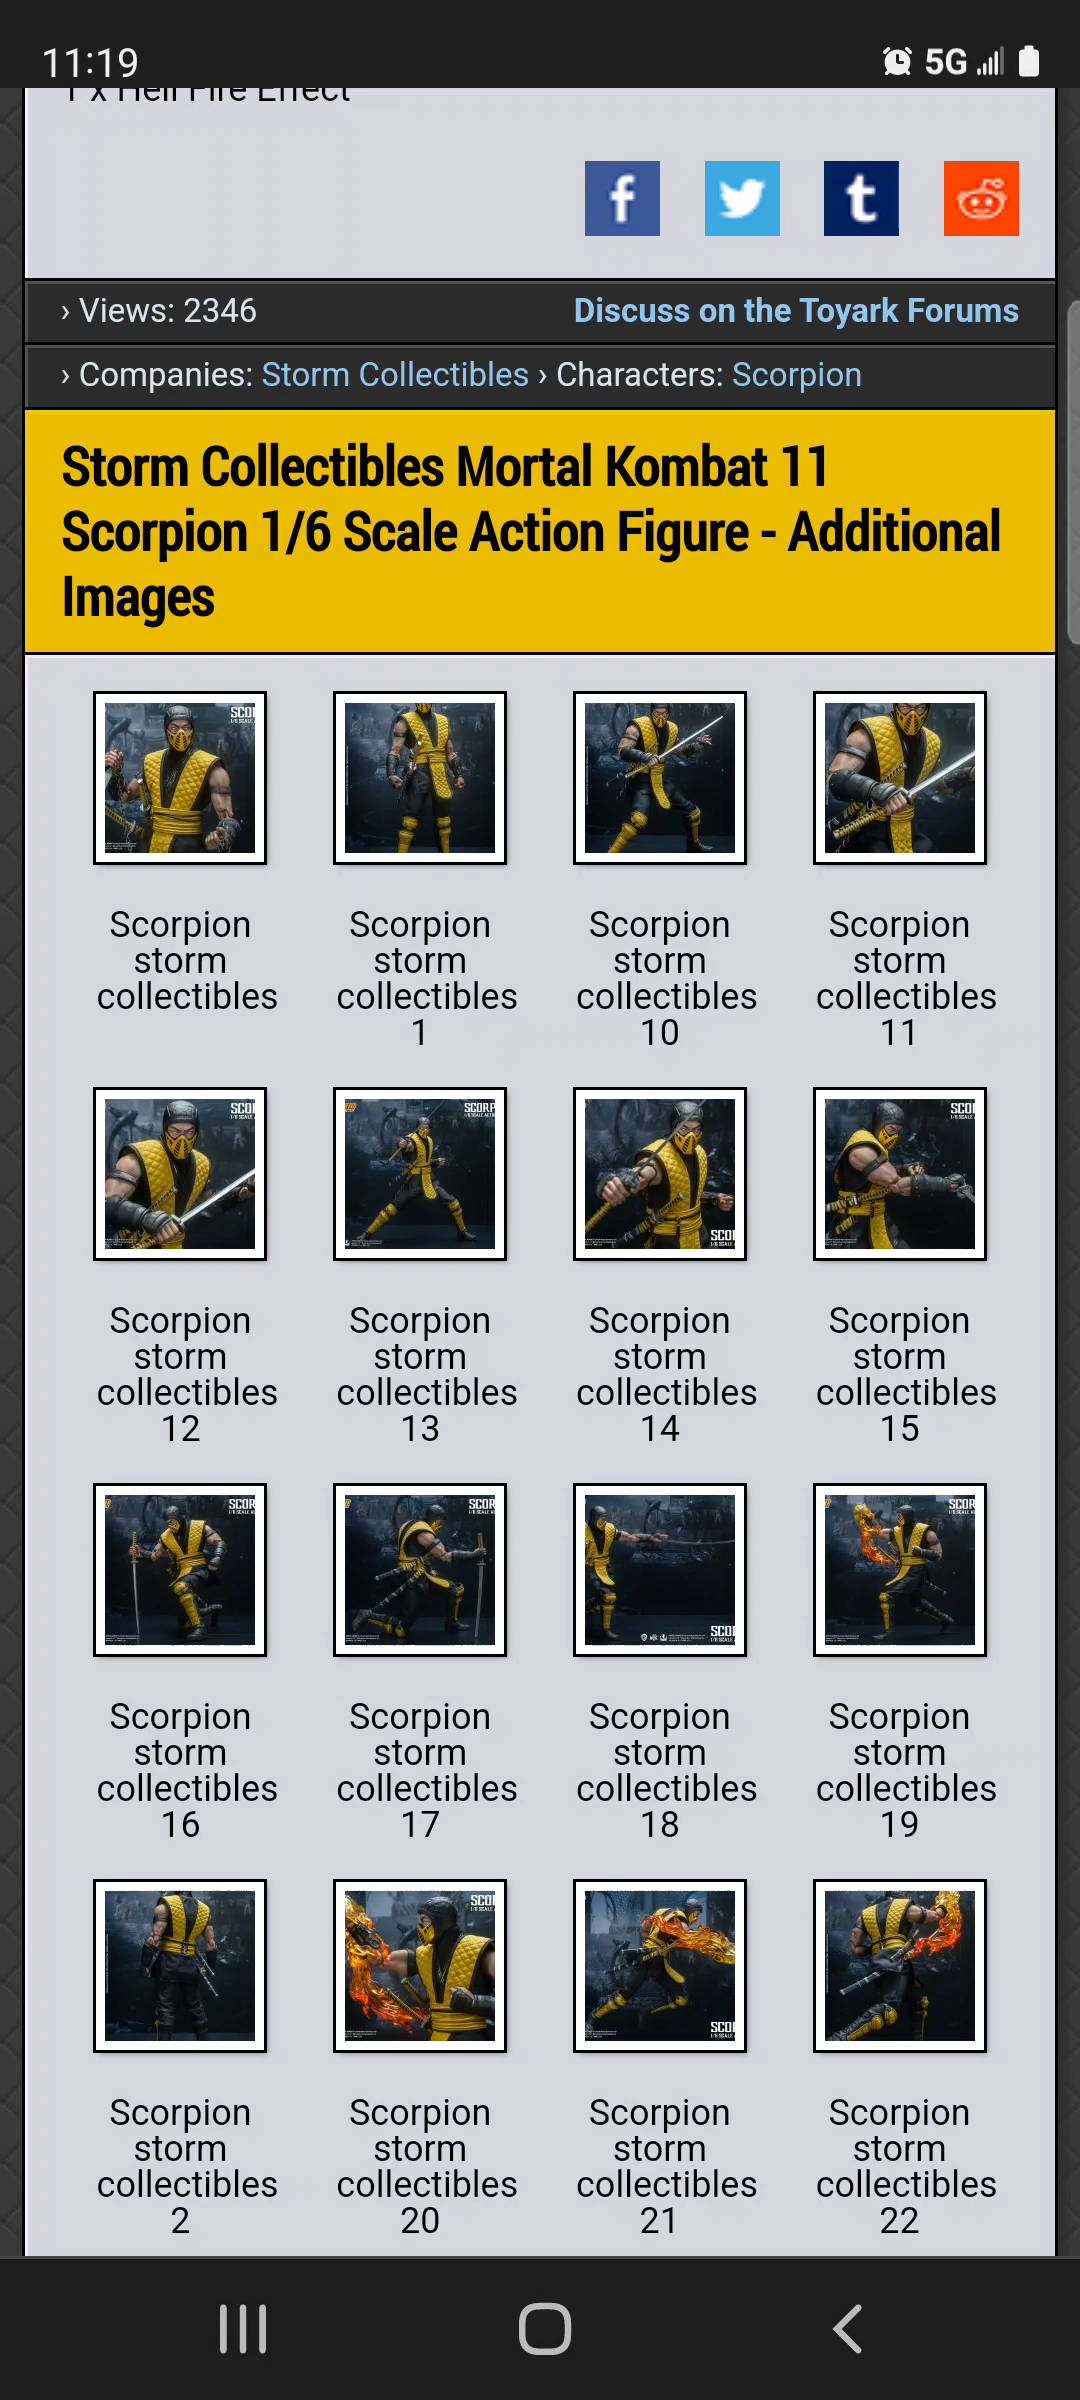 11:19
5G
1 x Hell Fire Effect
f
t
› Views: 2346
Discuss on the Toyark Forums
› Companies: Storm Collectibles › Characters: Scorpion
Storm Collectibles Mortal Kombat 11
Scorpion 1/6 Scale Action Figure - Additional
Images
Scorpion
storm
collectibles
Scorpion
storm
collectibles
1
Scorpion
storm
collectibles
10
Scorpion
storm
collectibles
11
Scorpion
storm
collectibles
12
Scorpion
storm
collectibles
13
Scorpion
storm
collectibles
14
Scorpion
storm
collectibles
15
Scorpion
storm
collectibles
16
Scorpion
storm
collectibles
17
Scorpion
storm
collectibles
18
Scorpion
storm
collectibles
19
Scorpion
storm
collectibles
2
Scorpion
storm
collectibles
20
Scorpion
storm
collectibles
21
Scorpion
storm
collectibles
22